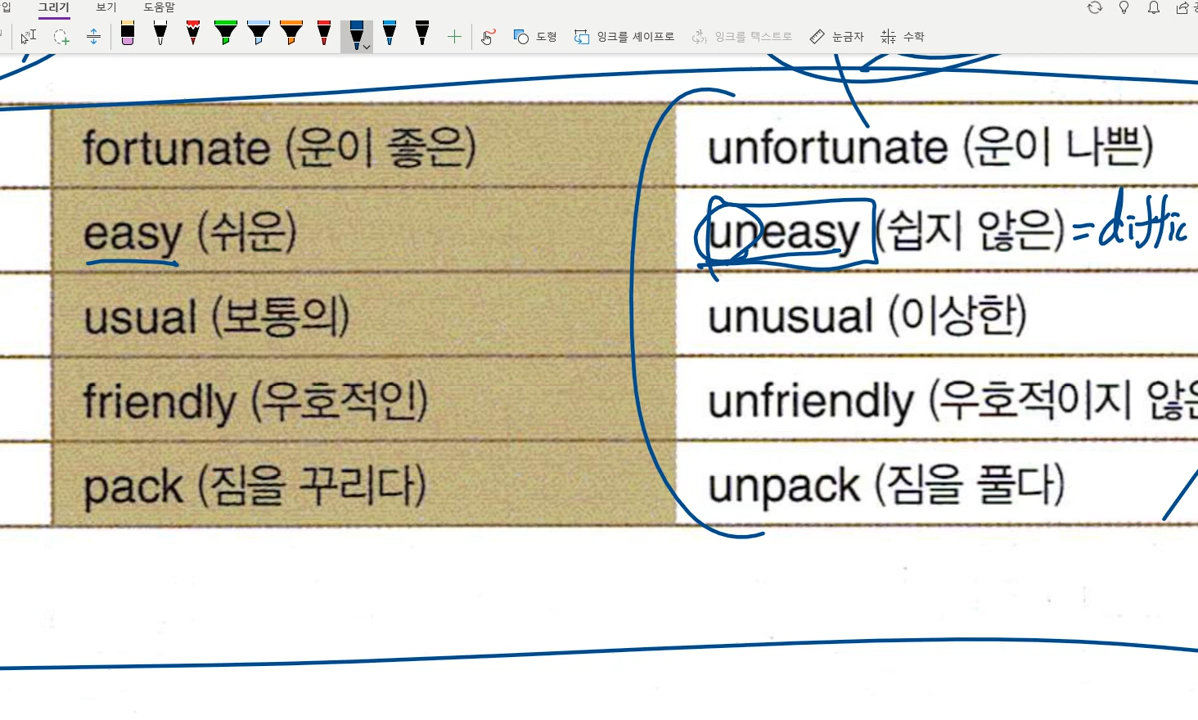 그리기 보기 도움말
도형 잉크를 셰이프로 잉크를 텍스트로 눈금자 수학
fortunate (운이 좋은) unfortunate (운이 나쁜)
easy (쉬운) uneasy (쉽지 않은) = diffic
usual (보통의) unusual (이상한)
friendly (우호적인) unfriendly (우호적이지 않은
pack (짐을 꾸리다) unpack (짐을 풀다)